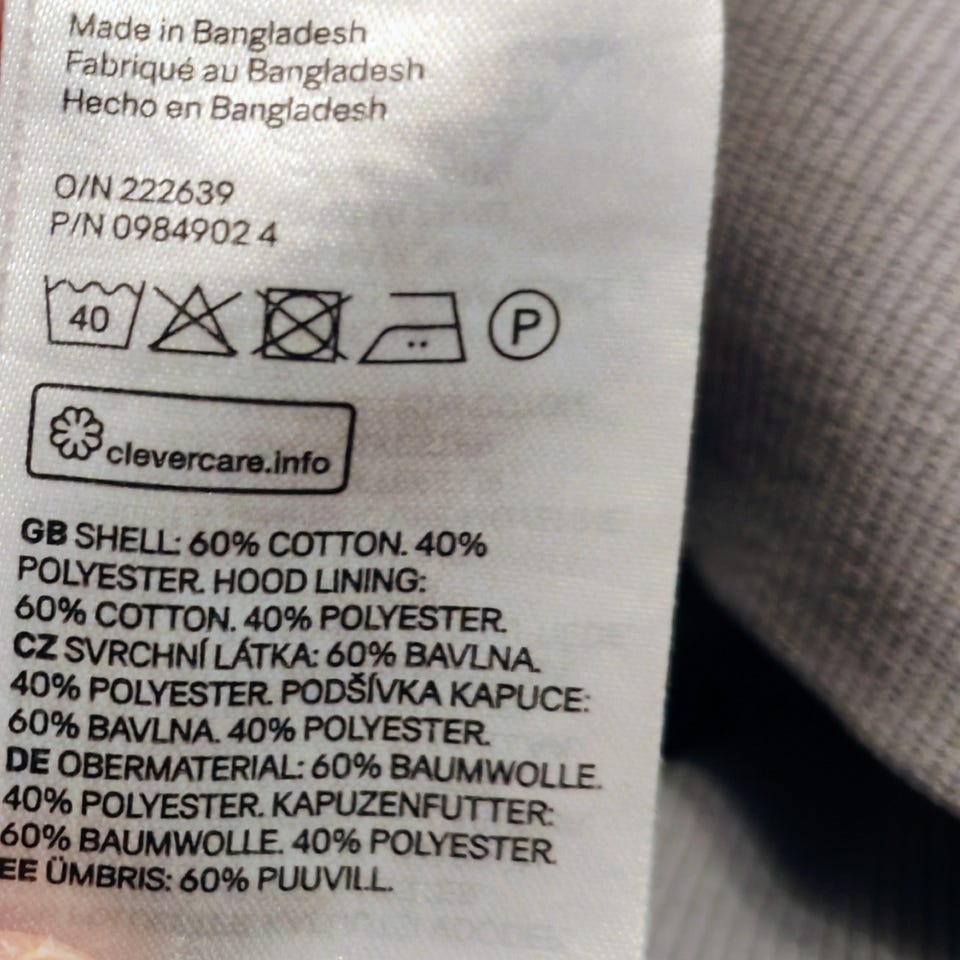 Made in Bangladesh
Fabriqué au Bangladesh
Hecho en Bangladesh
O/N 222639
P/N 0984902 4
40
P
clevercare.info
GB SHELL: 60% COTTON. 40%
POLYESTER. HOOD LINING:
60% COTTON. 40% POLYESTER.
CZ SVRCHNÍ LÁTKA: 60% BAVLNA.
40% POLYESTER. PODŠÍVKA KAPUCE:
60% BAVLNA. 40% POLYESTER.
DE OBERMATERIAL: 60% BAUMWOLLE.
40% POLYESTER. KAPUZENFUTTER:
60% BAUMWOLLE. 40% POLYESTER.
EE ÜMBRIS: 60% PUUVILL.